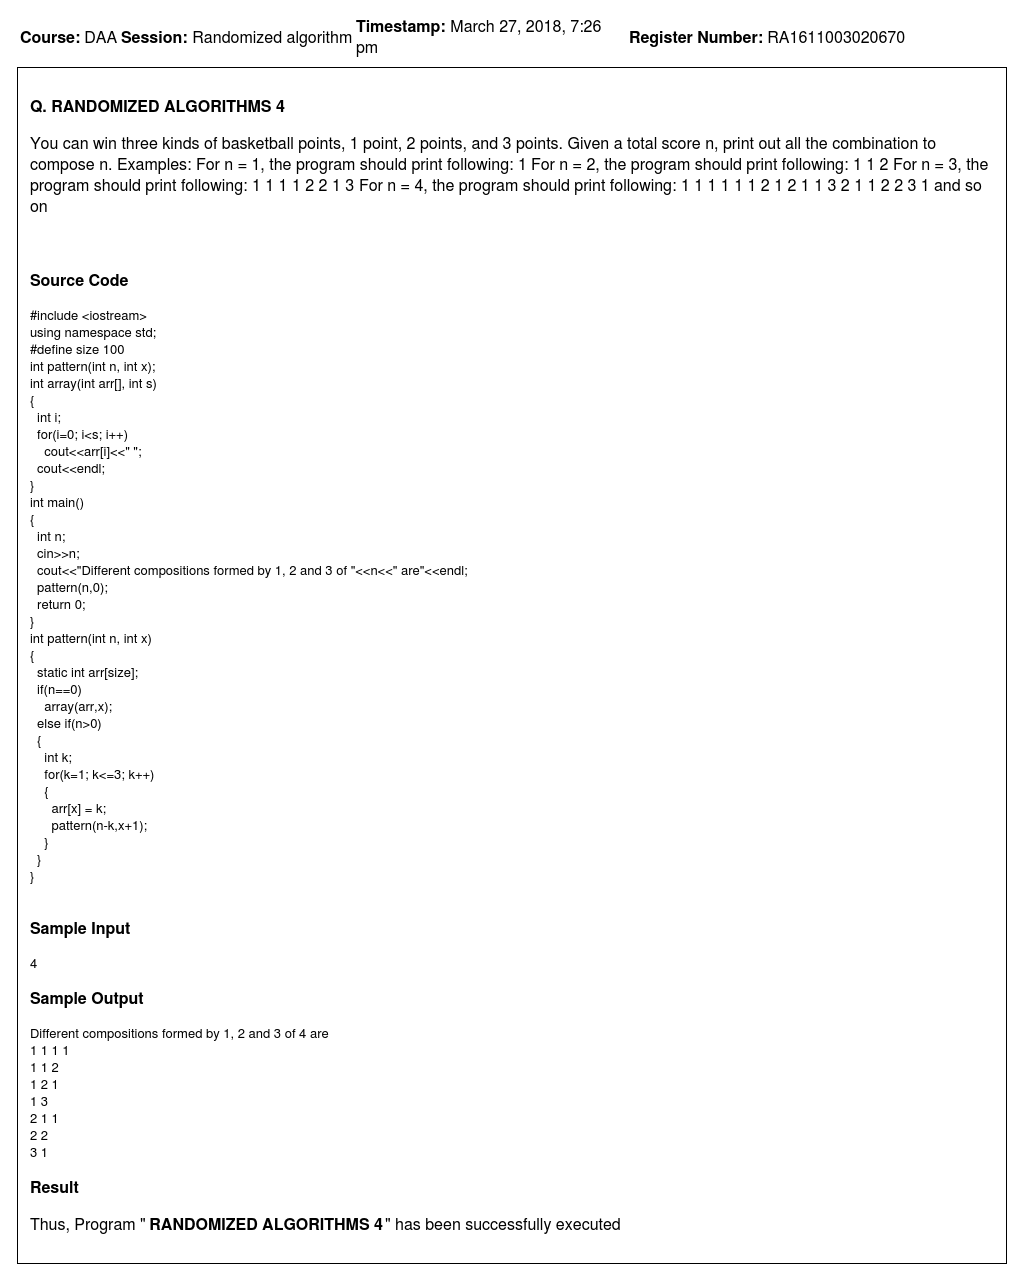 Course: DAA Session: Randomized algorithm Timestamp: March 27, 2018, 7:26 pm Register Number: RA1611003020670
Q. RANDOMIZED ALGORITHMS 4
You can win three kinds of basketball points, 1 point, 2 points, and 3 points. Given a total score n, print out all the combination to
compose n. Examples: For n = 1, the program should print following: 1 For n = 2, the program should print following: 1 1 2 For n = 3, the
program should print following: 1 1 1 1 2 2 1 3 For n = 4, the program should print following: 1 1 1 1 1 1 2 1 2 1 1 3 2 1 1 2 2 3 1 and so
on
Source Code
#include <iostream>
using namespace std;
#define size 100
int pattern(int n, int x);
int array(int arr[], int s)
{
  int i;
  for(i=0; i<s; i++)
    cout<<arr[i]<<" ";
  cout<<endl;
}
int main()
{
  int n;
  cin>>n;
  cout<<"Different compositions formed by 1, 2 and 3 of "<<n<<" are"<<endl;
  pattern(n,0);
  return 0;
}
int pattern(int n, int x)
{
  static int arr[size];
  if(n==0)
    array(arr,x);
  else if(n>0)
  {
    int k;
    for(k=1; k<=3; k++)
    {
      arr[x] = k;
      pattern(n-k,x+1);
    }
  }
}
Sample Input
4
Sample Output
Different compositions formed by 1, 2 and 3 of 4 are
1 1 1 1
1 1 2
1 2 1
1 3
2 1 1
2 2
3 1
Result
Thus, Program " RANDOMIZED ALGORITHMS 4" has been successfully executed